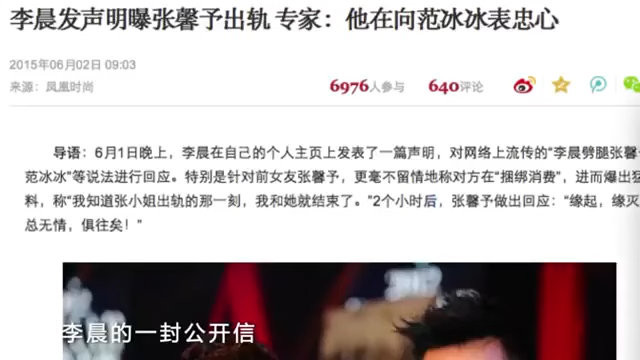 李晨发声明曝张馨予出轨 专家：他在向范冰冰表忠心
2015年06月02日 09:03
来源：凤凰时尚
6976人参与 640评论
导语：6月1日晚上，李晨在自己的个人主页上发表了一篇声明，对网络上流传的“李晨劈腿张馨
范冰冰”等说法进行回应。特别是针对前女友张馨予，更毫不留情地称对方在“捆绑消费”，进而爆出猛
料，称“我知道张小姐出轨的那一刻，我和她就结束了。”2个小时后，张馨予做出回应：“缘起，缘灭
总无情，俱往矣！”
李晨的一封公开信